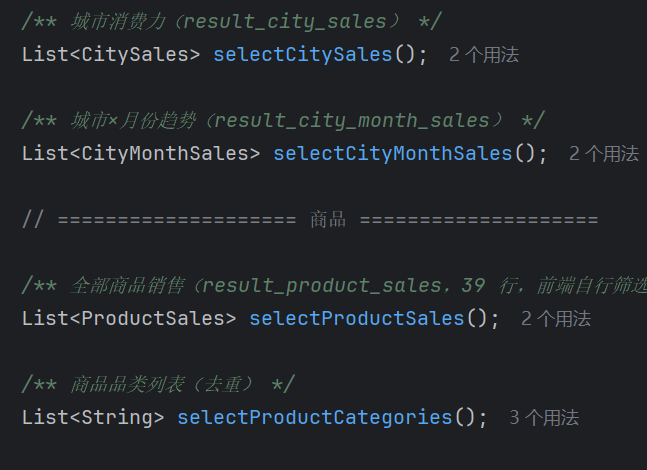 /** 城市消费力（result_city_sales） */
List<CitySales> selectCitySales(); 2 个用法
/** 城市×月份趋势（result_city_month_sales） */
List<CityMonthSales> selectCityMonthSales(); 2 个用法
// ==================== 商品 ====================
/** 全部商品销售（result_product_sales，39 行，前端自行筛选
List<ProductSales> selectProductSales(); 2 个用法
/** 商品品类列表（去重） */
List<String> selectProductCategories(); 3 个用法